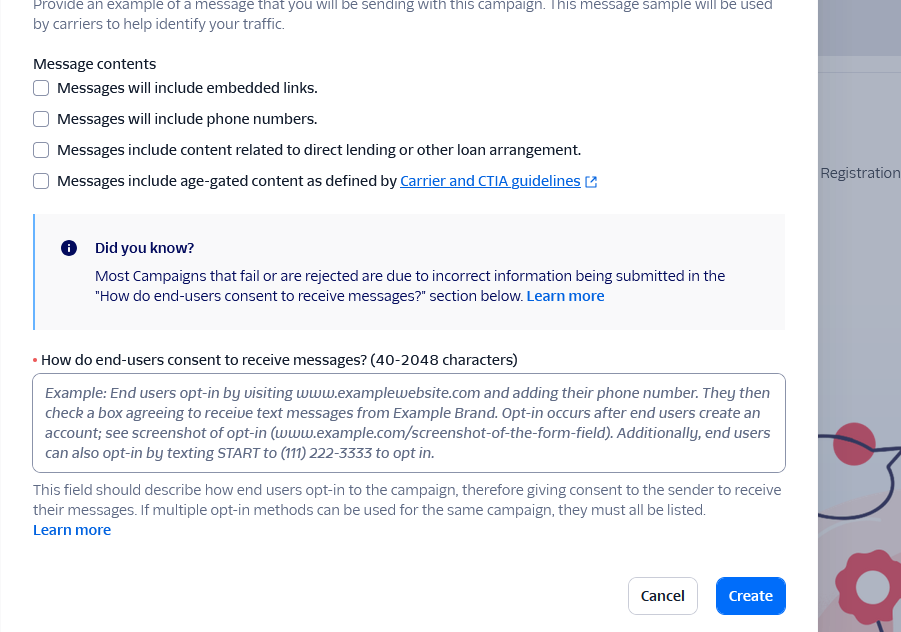 Provide an example of a message that you will be sending with this campaign. This message sample will be used
by carriers to help identify your traffic.
Message contents
Messages will include embedded links.
Messages will include phone numbers.
Messages include content related to direct lending or other loan arrangement.
Messages include age-gated content as defined by Carrier and CTIA guidelines
Registration
Did you know?
Most Campaigns that fail or are rejected are due to incorrect information being submitted in the
"How do end-users consent to receive messages?" section below. Learn more
• How do end-users consent to receive messages? (40-2048 characters)
Example: End users opt-in by visiting www.examplewebsite.com and adding their phone number. They then
check a box agreeing to receive text messages from Example Brand. Opt-in occurs after end users create an
account; see screenshot of opt-in (www.example.com/screenshot-of-the-form-field). Additionally, end users
can also opt-in by texting START to (111) 222-3333 to opt in.
This field should describe how end users opt-in to the campaign, therefore giving consent to the sender to receive
their messages. If multiple opt-in methods can be used for the same campaign, they must all be listed.
Learn more
Cancel
Create